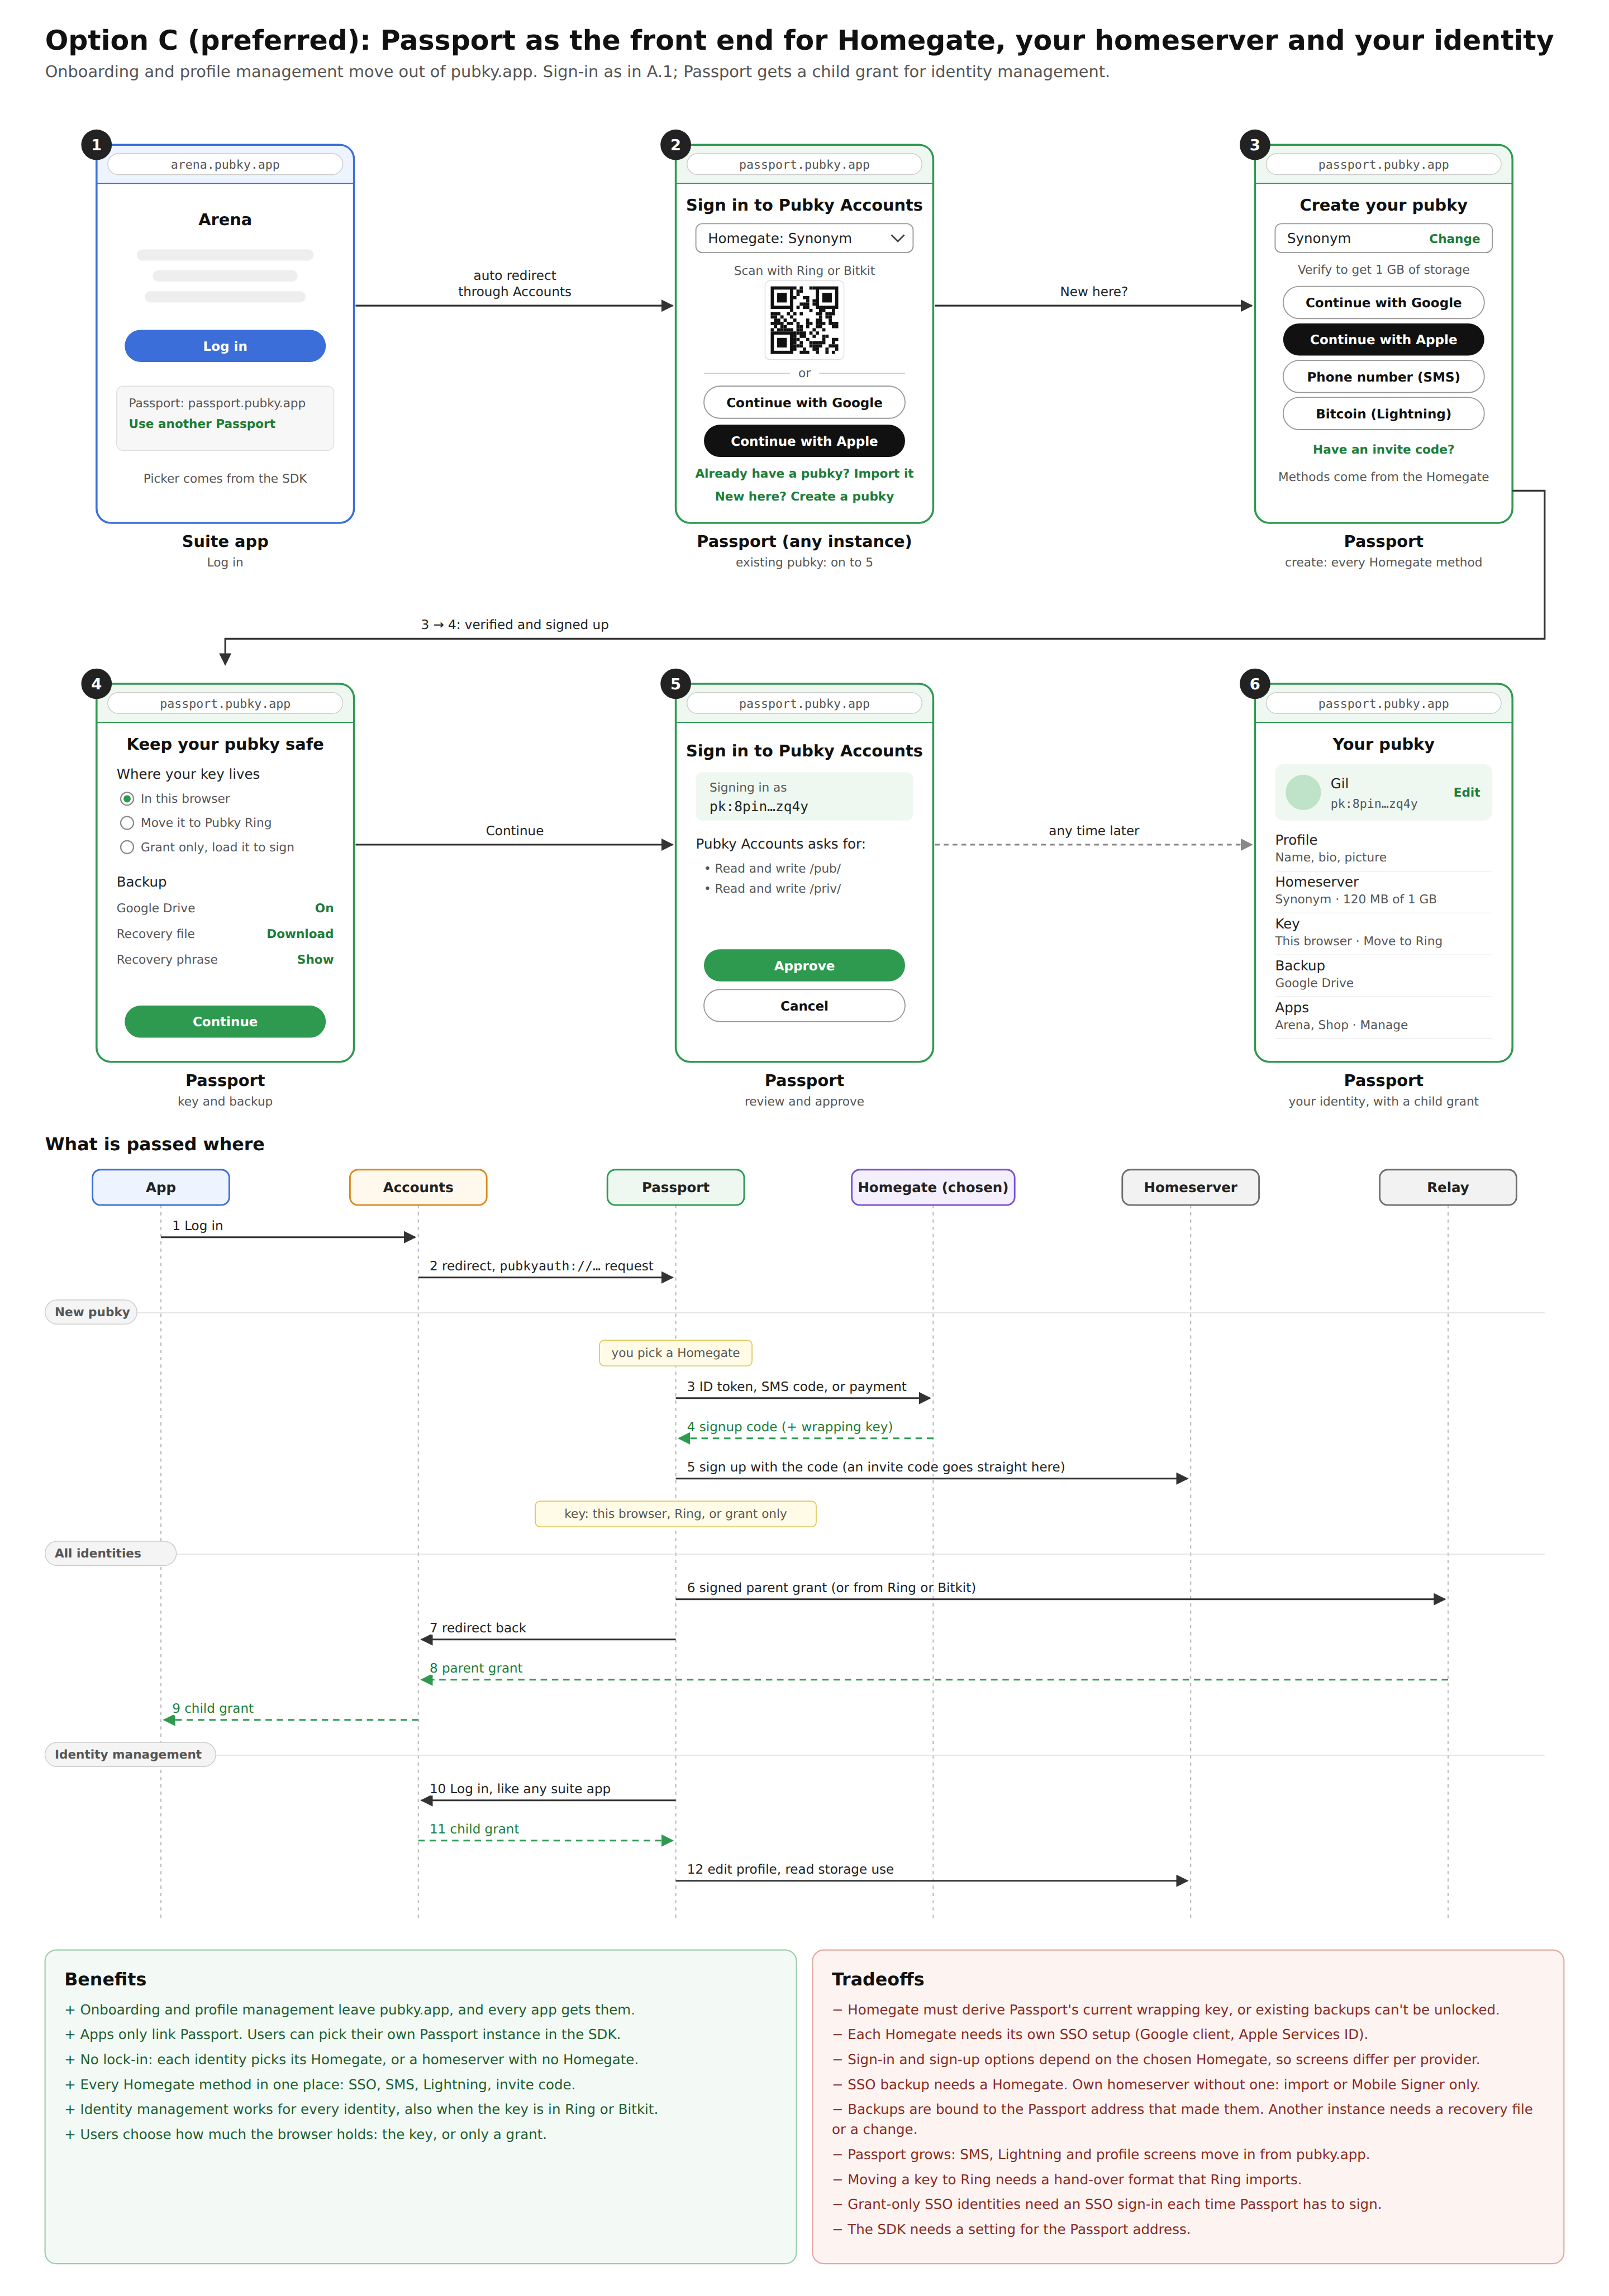 Option C (preferred): Passport as the front end for Homegate, your homeserver and your identity
Onboarding and profile management move out of pubky.app. Sign-in as in A.1; Passport gets a child grant for identity management.
1
arena.pubky.app
Arena
Log in
Passport: passport.pubky.app
Use another Passport
Picker comes from the SDK
Suite app
Log in
auto redirect
through Accounts
2
passport.pubky.app
Sign in to Pubky Accounts
Homegate: Synonym
Scan with Ring or Bitkit
or
Continue with Google
Continue with Apple
Already have a pubky? Import it
New here? Create a pubky
Passport (any instance)
existing pubky: on to 5
New here?
3
passport.pubky.app
Create your pubky
Synonym Change
Verify to get 1 GB of storage
Continue with Google
Continue with Apple
Phone number (SMS)
Bitcoin (Lightning)
Have an invite code?
Methods come from the Homegate
Passport
create: every Homegate method
3 → 4: verified and signed up
4
passport.pubky.app
Keep your pubky safe
Where your key lives
In this browser
Move it to Pubky Ring
Grant only, load it to sign
Backup
Google Drive On
Recovery file Download
Recovery phrase Show
Continue
Passport
key and backup
Continue
5
passport.pubky.app
Sign in to Pubky Accounts
Signing in as
pk:8pin…zq4y
Pubky Accounts asks for:
• Read and write /pub/
• Read and write /priv/
Approve
Cancel
Passport
review and approve
any time later
6
passport.pubky.app
Your pubky
Gil
pk:8pin…zq4y
Edit
Profile
Name, bio, picture
Homeserver
Synonym · 120 MB of 1 GB
Key
This browser · Move to Ring
Backup
Google Drive
Apps
Arena, Shop · Manage
Passport
your identity, with a child grant
What is passed where
App
Accounts
Passport
Homegate (chosen)
Homeserver
Relay
1 Log in
2 redirect, pubkyauth://… request
New pubky
you pick a Homegate
3 ID token, SMS code, or payment
4 signup code (+ wrapping key)
5 sign up with the code (an invite code goes straight here)
key: this browser, Ring, or grant only
All identities
6 signed parent grant (or from Ring or Bitkit)
7 redirect back
8 parent grant
9 child grant
Identity management
10 Log in, like any suite app
11 child grant
12 edit profile, read storage use
Benefits
+ Onboarding and profile management leave pubky.app, and every app gets them.
+ Apps only link Passport. Users can pick their own Passport instance in the SDK.
+ No lock-in: each identity picks its Homegate, or a homeserver with no Homegate.
+ Every Homegate method in one place: SSO, SMS, Lightning, invite code.
+ Identity management works for every identity, also when the key is in Ring or Bitkit.
+ Users choose how much the browser holds: the key, or only a grant.
Tradeoffs
− Homegate must derive Passport's current wrapping key, or existing backups can't be unlocked.
− Each Homegate needs its own SSO setup (Google client, Apple Services ID).
− Sign-in and sign-up options depend on the chosen Homegate, so screens differ per provider.
− SSO backup needs a Homegate. Own homeserver without one: import or Mobile Signer only.
− Backups are bound to the Passport address that made them. Another instance needs a recovery file
or a change.
− Passport grows: SMS, Lightning and profile screens move in from pubky.app.
− Moving a key to Ring needs a hand-over format that Ring imports.
− Grant-only SSO identities need an SSO sign-in each time Passport has to sign.
− The SDK needs a setting for the Passport address.